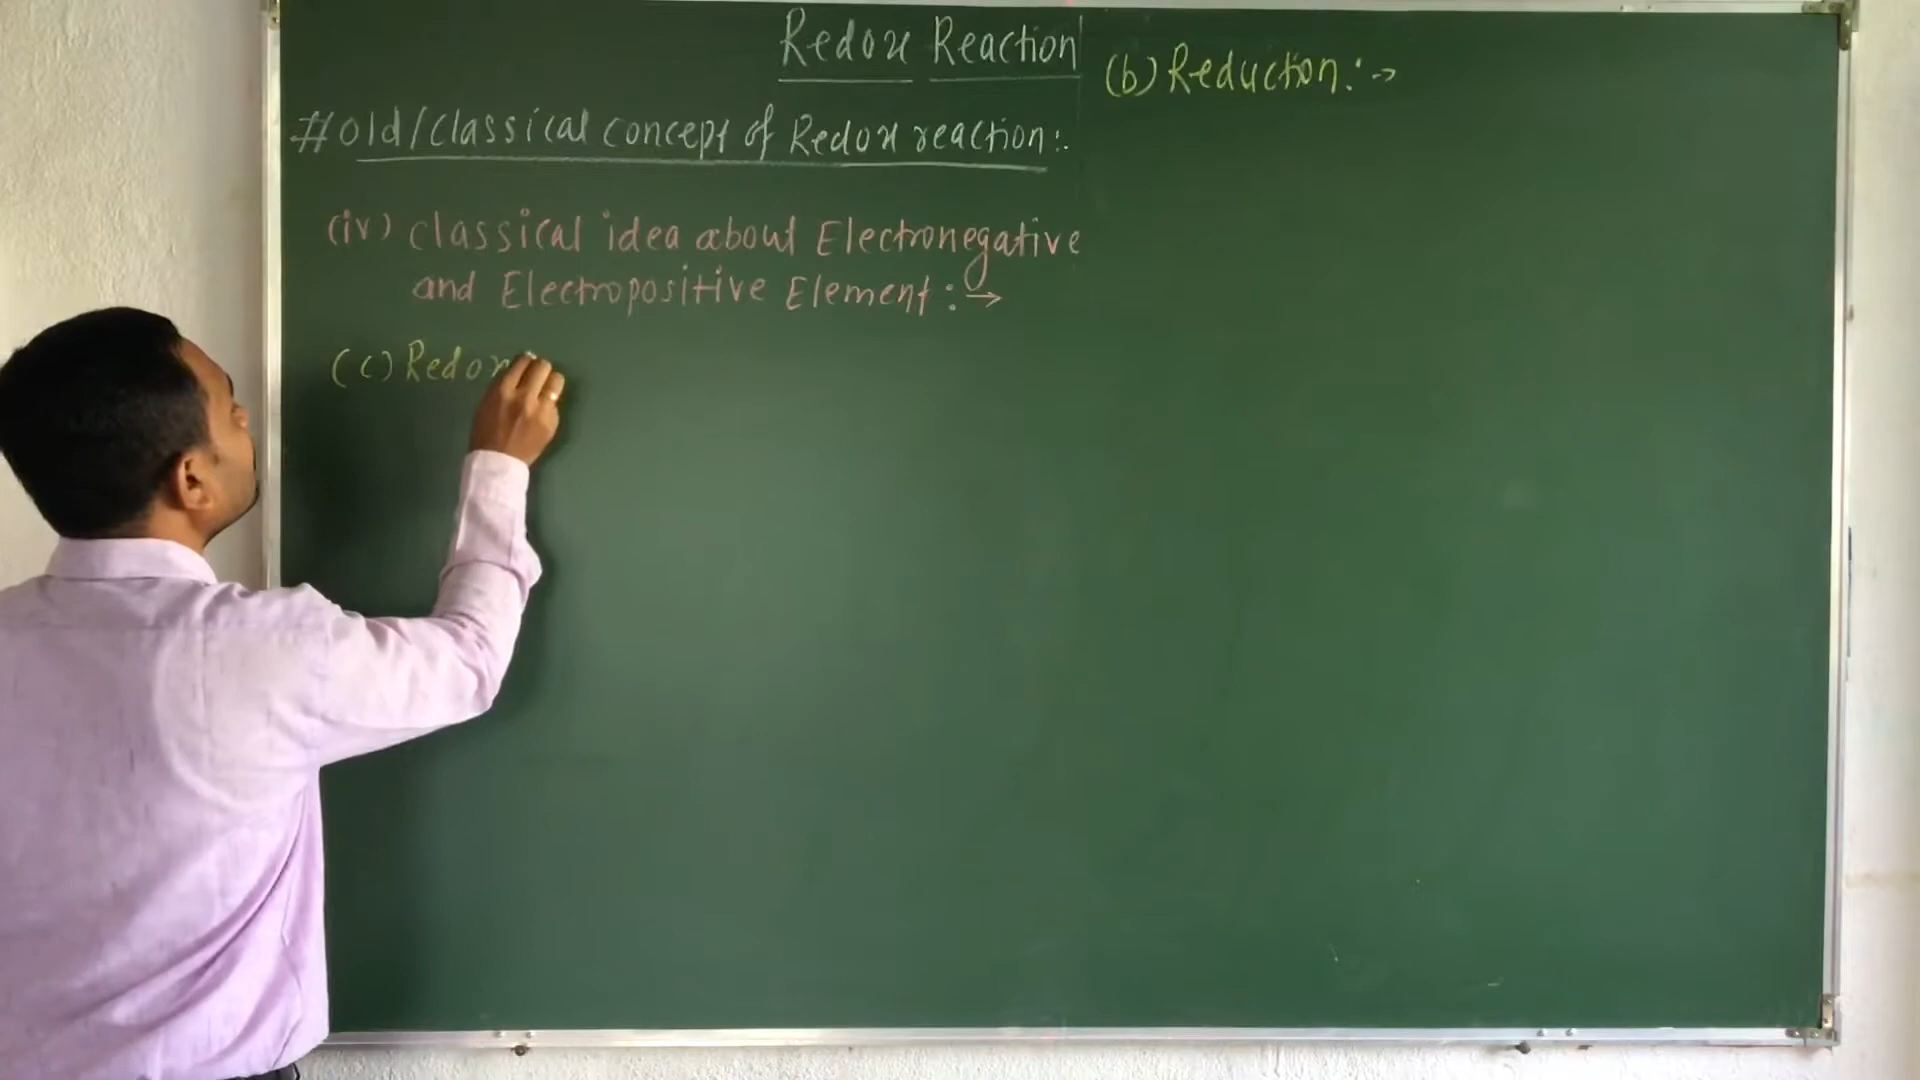 Redox Reaction
#Old/Classical concept of Redox reaction:.
(iv) Classical idea about Electronegative
and Electropositive Element:→
(c) Redox
(b) Reduction:→